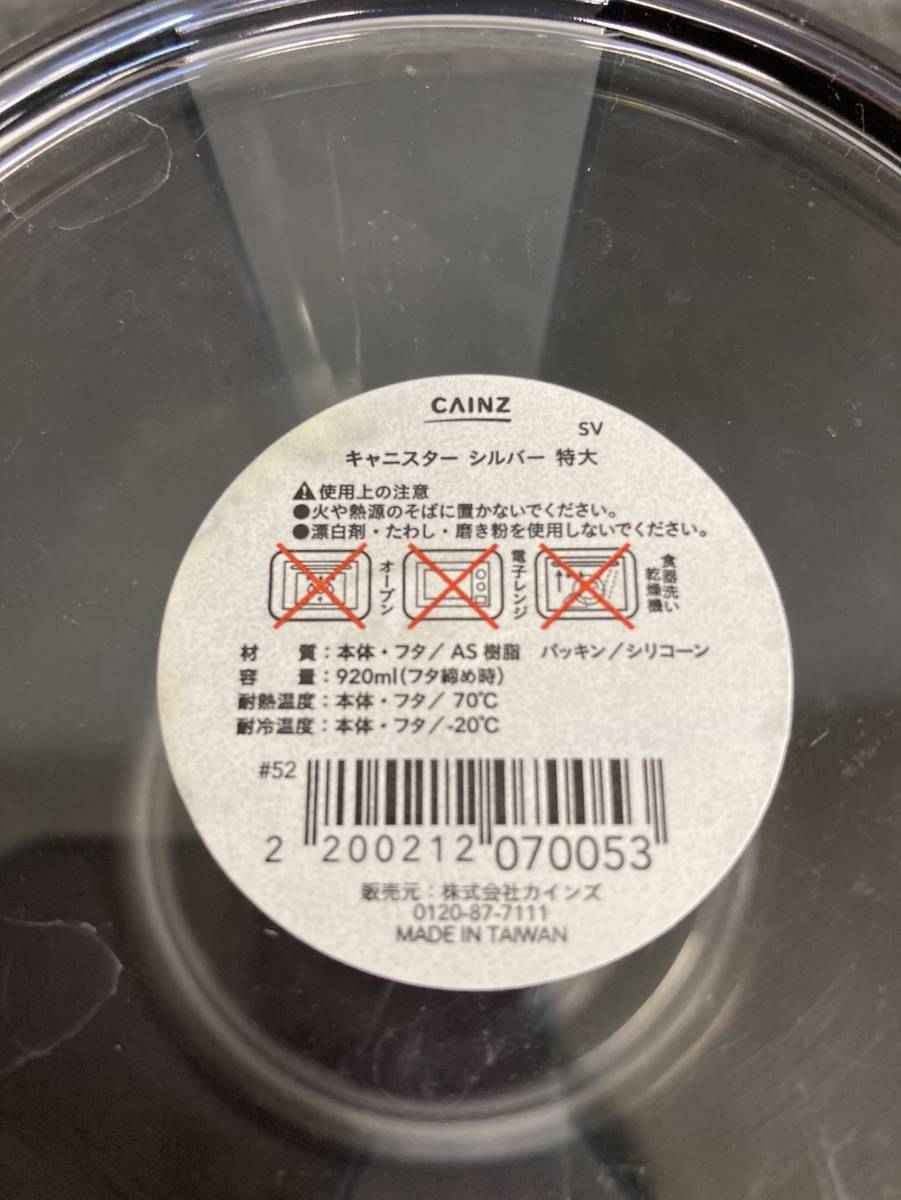 CAINZ
SV
キャニスター シルバー 特大
⚠使用上の注意
●火や熱源のそばに置かないでください。
●漂白剤・たわし・磨き粉を使用しないでください。
オーブン
電子レンジ
食器洗い
乾燥機
材 質：本体・フタ／AS樹脂 パッキン／シリコーン
容 量：920ml(フタ締め時)
耐熱温度：本体・フタ／70℃
耐冷温度：本体・フタ／-20℃
#52
2 200212 070053
販売元：株式会社カインズ
0120-87-7111
MADE IN TAIWAN